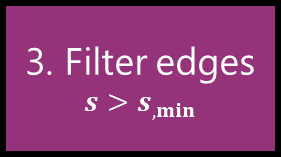 3. Filter edges
s > s,min